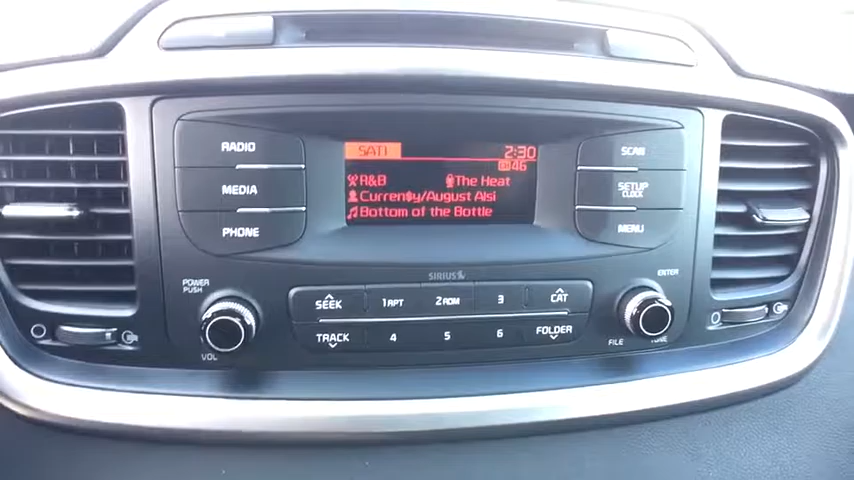 RADIO
MEDIA
PHONE
SAT1 2:30
CH 46
R&B The Heat
Curren$y/August Alsi
Bottom of the Bottle
SCAN
SETUP
CLOCK
MENU
SIRIUS
POWER
PUSH
VOL
SEEK 1 RPT 2 RDM 3 CAT
TRACK 4 5 6 FOLDER
ENTER
FILE TUNE